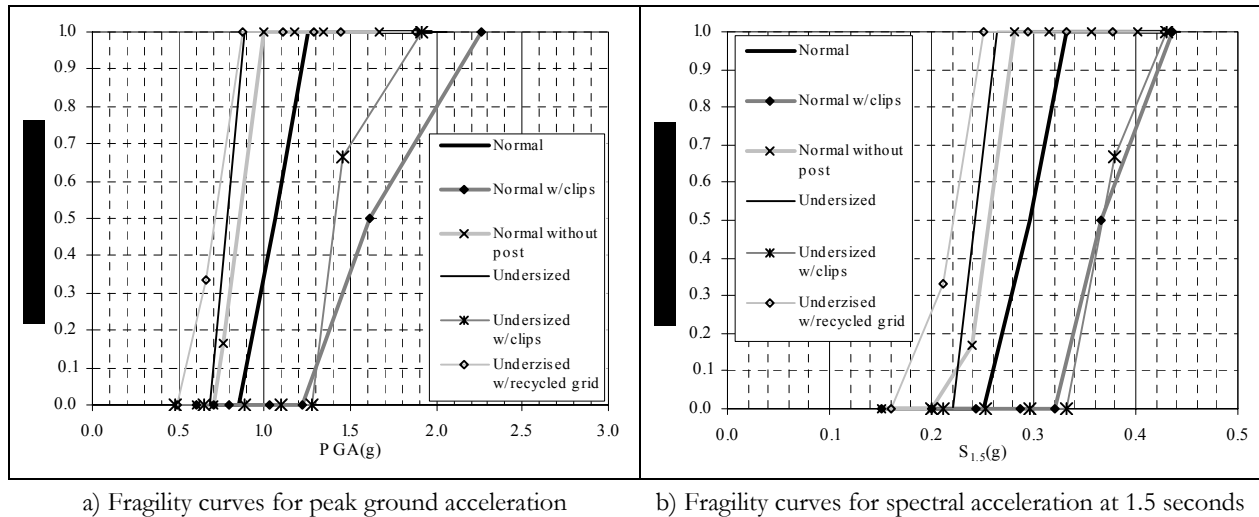 1.0
0.9
0.8
0.7
0.6
0.5
0.4
0.3
0.2
0.1
0.0
0.0 0.5 1.0 1.5 2.0 2.5 3.0
P GA(g)
Normal
Normal w/clips
Normal without
post
Undersized
Undersized
w/clips
Underzised
w/recycled grid
a) Fragility curves for peak ground acceleration
1.0
0.9
0.8
0.7
0.6
0.5
0.4
0.3
0.2
0.1
0.0
0.0 0.1 0.2 0.3 0.4 0.5
S1.5(g)
Normal
Normal w/clips
Normal without
post
Undersized
Undersized
w/clips
Underzised
w/recycled grid
b) Fragility curves for spectral acceleration at 1.5 seconds